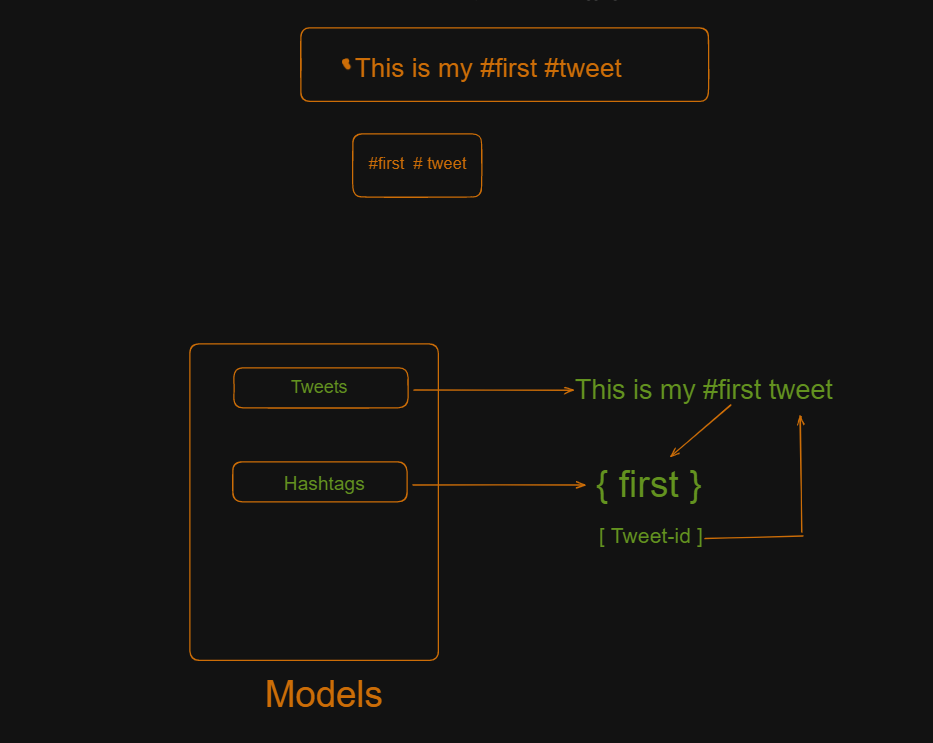 This is my #first #tweet
#first # tweet
Tweets
This is my #first tweet
Hashtags
{ first }
[ Tweet-id ]
Models